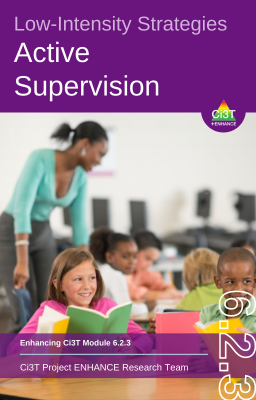 Low-Intensity Strategies
Active
Supervision
Ci3T
ENHANCE
Enhancing Ci3T Module 6.2.3
Ci3T Project ENHANCE Research Team
6.2.3